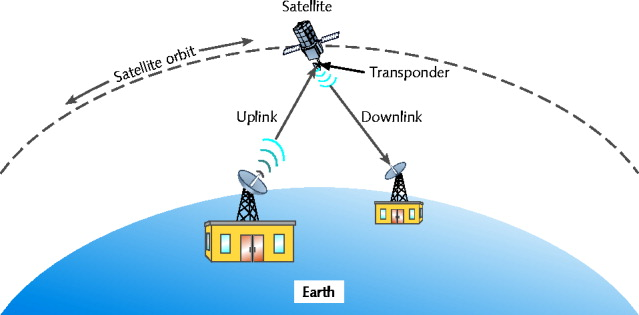 Satellite
Satellite orbit
Transponder
Uplink
Downlink
Earth